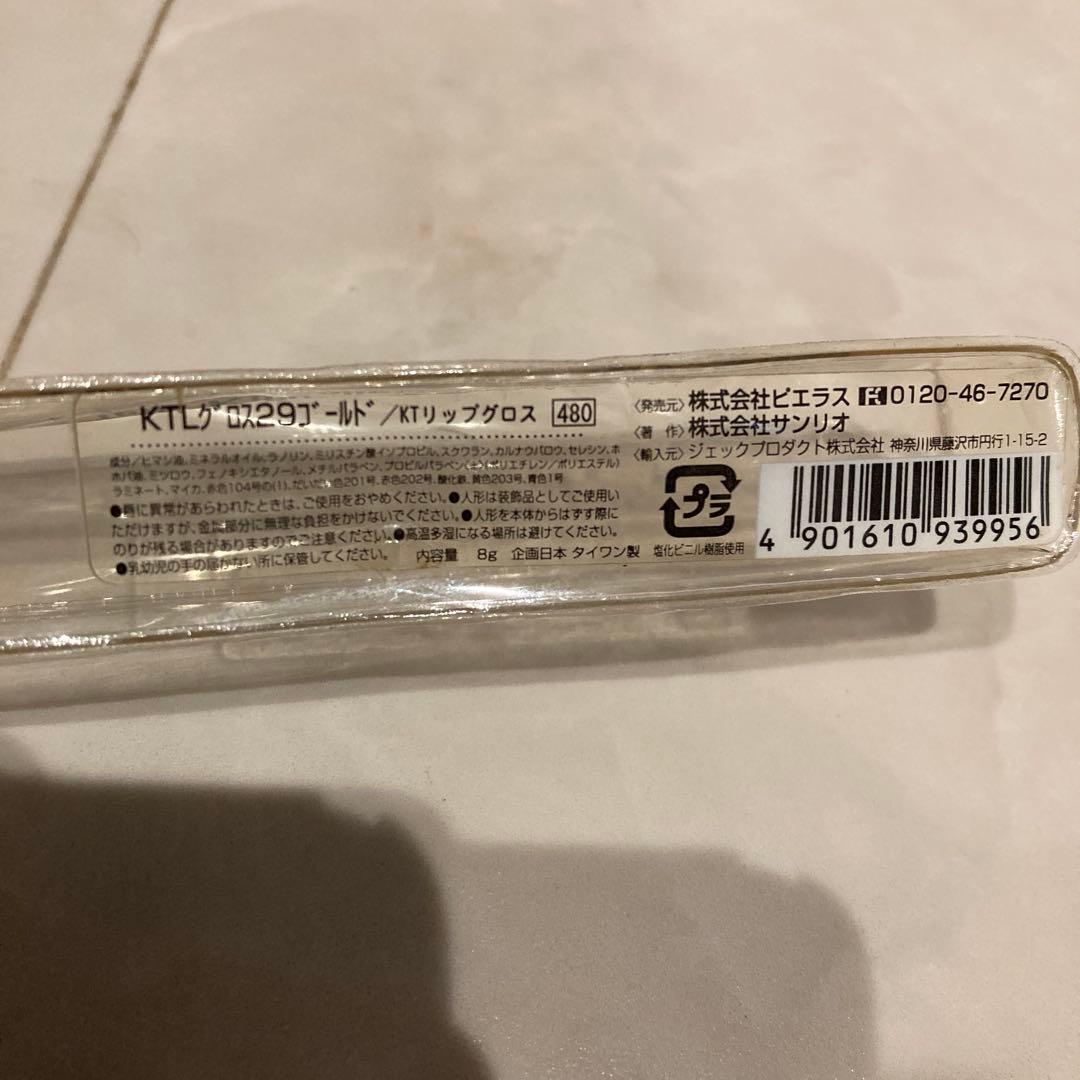 KTLグロス29ゴールド/KTリップグロス 480
成分/ヒマシ油、ミネラルオイル、ラノリン、ミリスチン酸イソプロピル、スクワラン、カルナウバロウ、セレシン、ホ
ホバ油、ミツロウ、フェノキシエタノール、メチルパラベン、プロピルパラベン(±)(ポリエチレン/ポリエステル)
ラミネート、マイカ、赤色104号の(1)、だいだい色201号、赤色202号、酸化鉄、黄色203号、青色1号
●唇に異常があらわれたときは、ご使用をおやめください。●人形は装飾品としてご使用い
ただけますが、金具部分に無理な負担をかけないでください。●人形を本体からはずす際に
のりが残る場合がありますのでご注意ください。●高温多湿になる場所は避けてください。
●乳幼児の手の届かない所に保管してください。 内容量 8g 企画日本 タイワン製
〈発売元〉株式会社ピエラス 0120-46-7270
〈著 作〉株式会社サンリオ
〈輸入元〉ジェックプロダクト株式会社 神奈川県藤沢市円行1-15-2
プラ
塩化ビニル樹脂使用
4 901610 939956